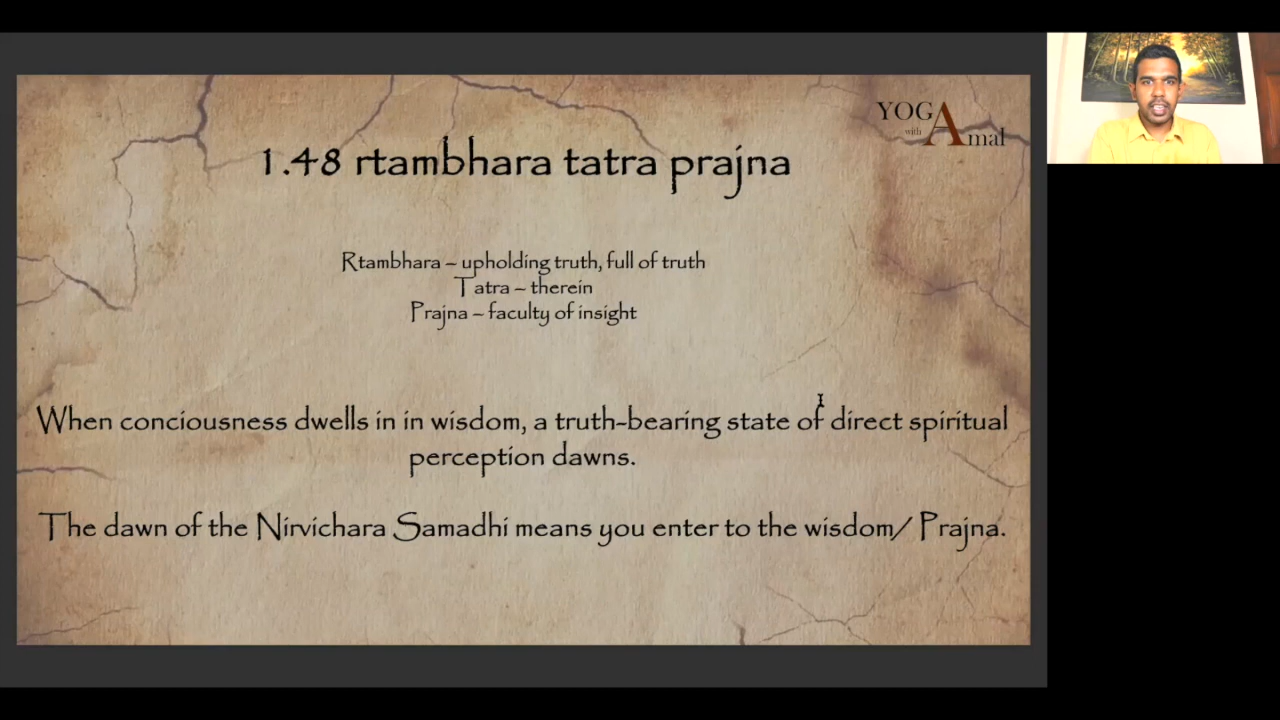 YOGA
with Amal
1.48 rtambhara tatra prajna
Rtambhara – upholding truth, full of truth
Tatra – therein
Prajna – faculty of insight
When conciousness dwells in in wisdom, a truth-bearing state of direct spiritual
perception dawns.
The dawn of the Nirvichara Samadhi means you enter to the wisdom/ Prajna.